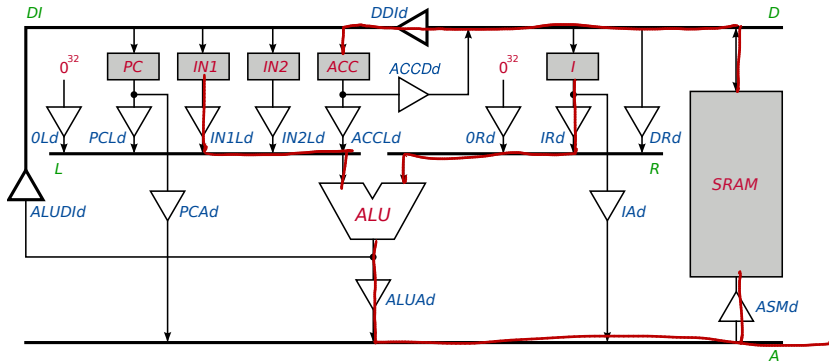 DI DDId D
0³² PC IN1 IN2 ACC ACCDd 0³² I
0Ld PCLd IN1Ld IN2Ld ACCLd 0Rd IRd DRd
L R
SRAM
ALUDId PCAd ALU IAd
ALUAd ASMd
A